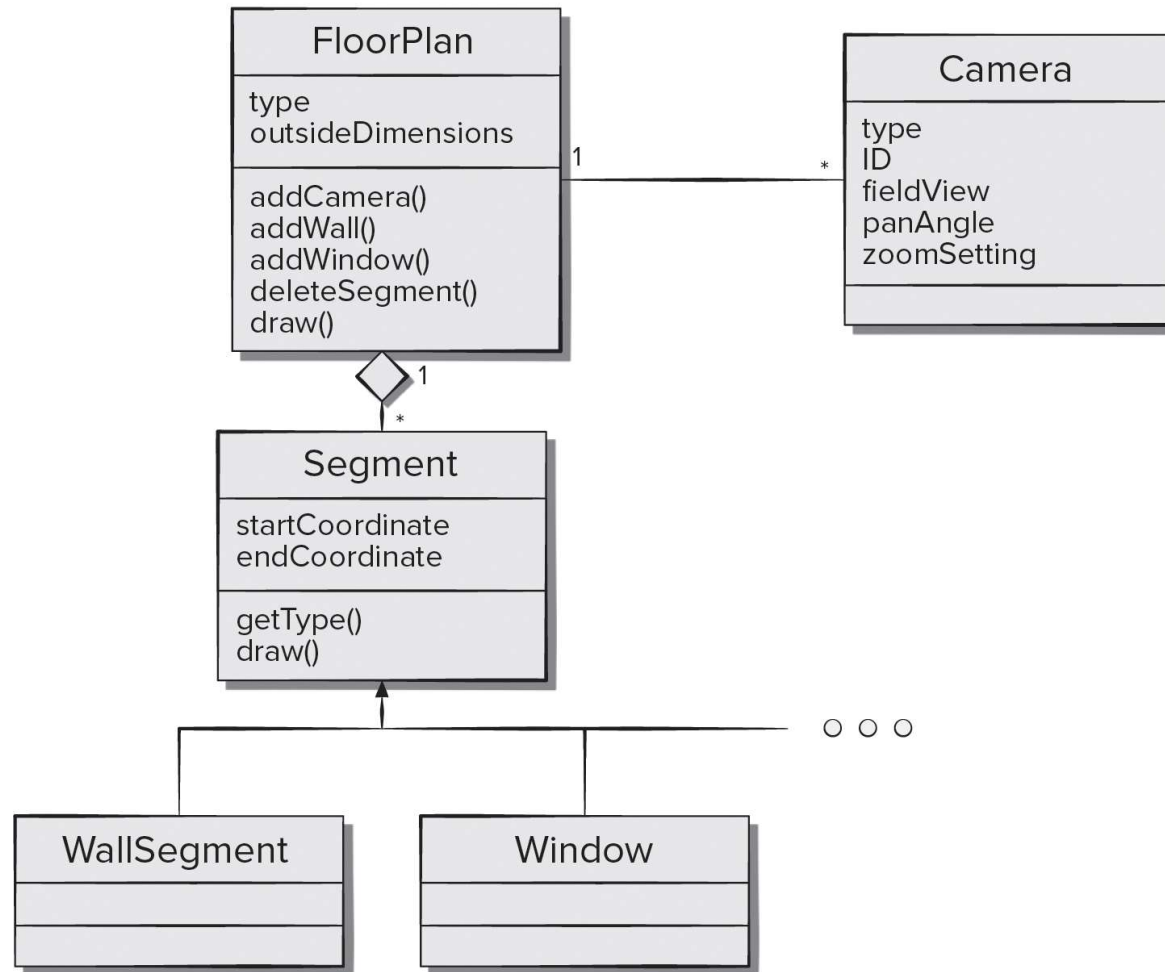 FloorPlan
type
outsideDimensions
addCamera()
addWall()
addWindow()
deleteSegment()
draw()
1
*
Camera
type
ID
fieldView
panAngle
zoomSetting
1
*
Segment
startCoordinate
endCoordinate
getType()
draw()
WallSegment
Window